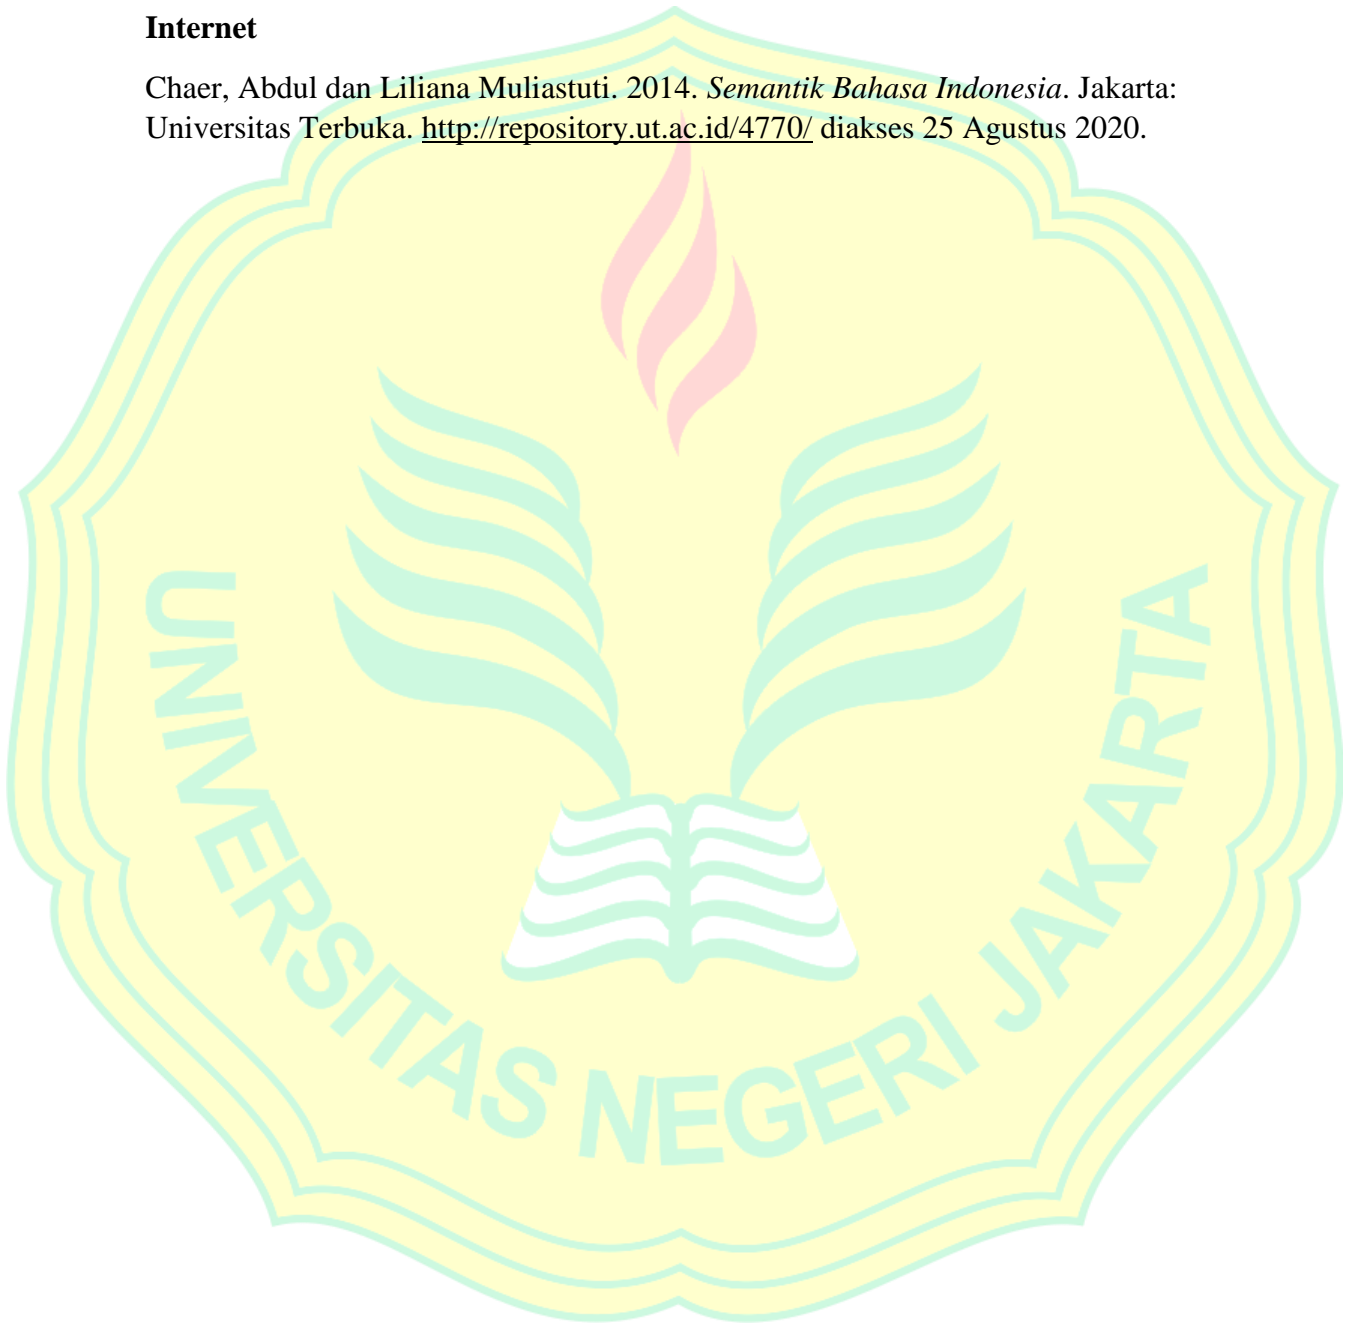 Internet
Chaer, Abdul dan Liliana Muliastuti. 2014. Semantik Bahasa Indonesia. Jakarta:
Universitas Terbuka. http://repository.ut.ac.id/4770/ diakses 25 Agustus 2020.
UNIVERSITAS NEGERI JAKARTA